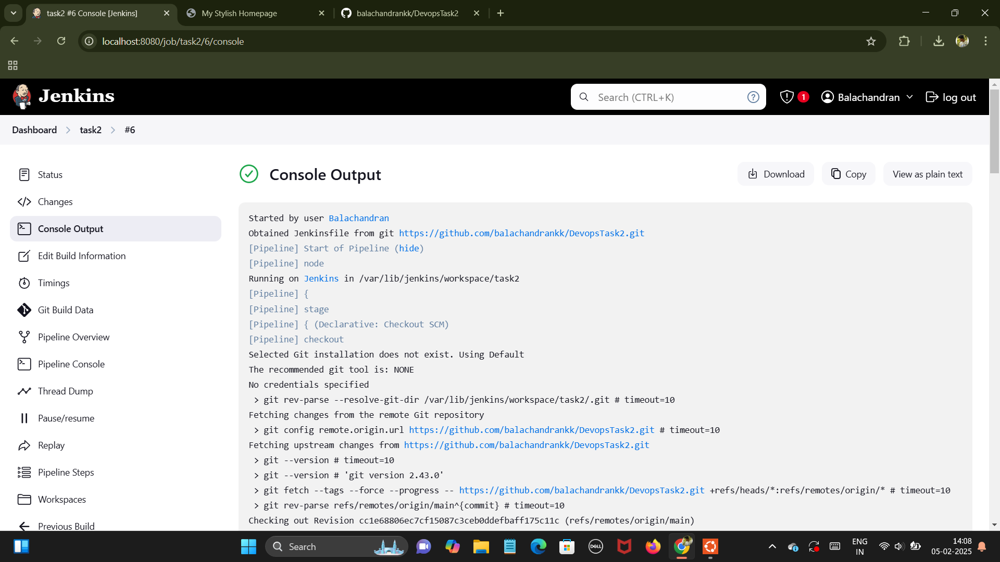 task2 #6 Console [Jenkins]
My Stylish Homepage
balachandrankk/DevopsTask2
localhost:8080/job/task2/6/console
Jenkins
Search (CTRL+K)
?
1
Balachandran
log out
Dashboard
task2
#6
Status
Changes
Console Output
Edit Build Information
Timings
Git Build Data
Pipeline Overview
Pipeline Console
Thread Dump
Pause/resume
Replay
Pipeline Steps
Workspaces
Previous Build
Console Output
Download
Copy
View as plain text
Started by user Balachandran
Obtained Jenkinsfile from git https://github.com/balachandrankk/DevopsTask2.git
[Pipeline] Start of Pipeline (hide)
[Pipeline] node
Running on Jenkins in /var/lib/jenkins/workspace/task2
[Pipeline] {
[Pipeline] stage
[Pipeline] { (Declarative: Checkout SCM)
[Pipeline] checkout
Selected Git installation does not exist. Using Default
The recommended git tool is: NONE
No credentials specified
> git rev-parse --resolve-git-dir /var/lib/jenkins/workspace/task2/.git # timeout=10
Fetching changes from the remote Git repository
> git config remote.origin.url https://github.com/balachandrankk/DevopsTask2.git # timeout=10
Fetching upstream changes from https://github.com/balachandrankk/DevopsTask2.git
> git --version # timeout=10
> git --version # 'git version 2.43.0'
> git fetch --tags --force --progress -- https://github.com/balachandrankk/DevopsTask2.git +refs/heads/*:refs/remotes/origin/* # timeout=10
> git rev-parse refs/remotes/origin/main^{commit} # timeout=10
Checking out Revision cc1e68806ec7cf15087c3ceb0ddefbaff175c11c (refs/remotes/origin/main)
Search
DELL
ENG
IN
14:08
05-02-2025